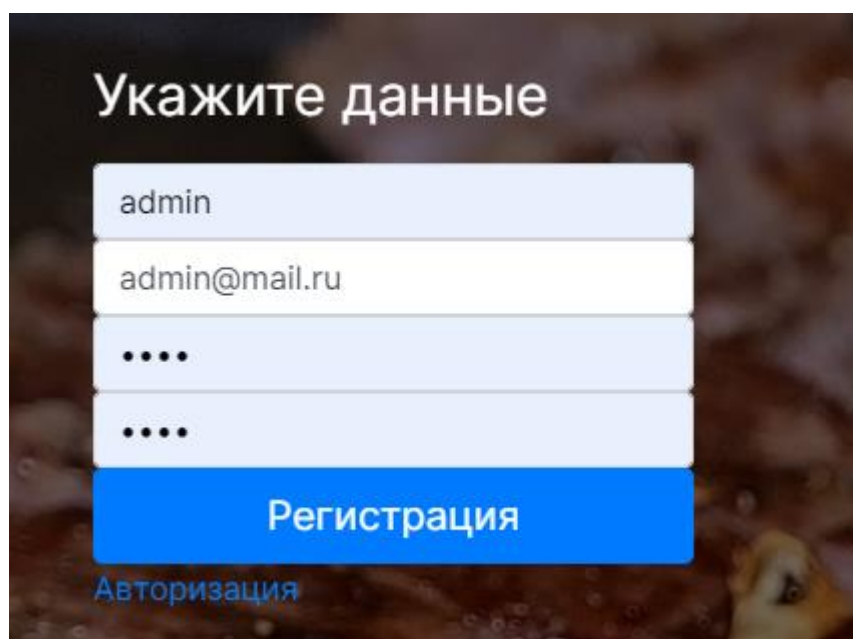 Укажите данные
admin
admin@mail.ru
••••
••••
Регистрация
Авторизация